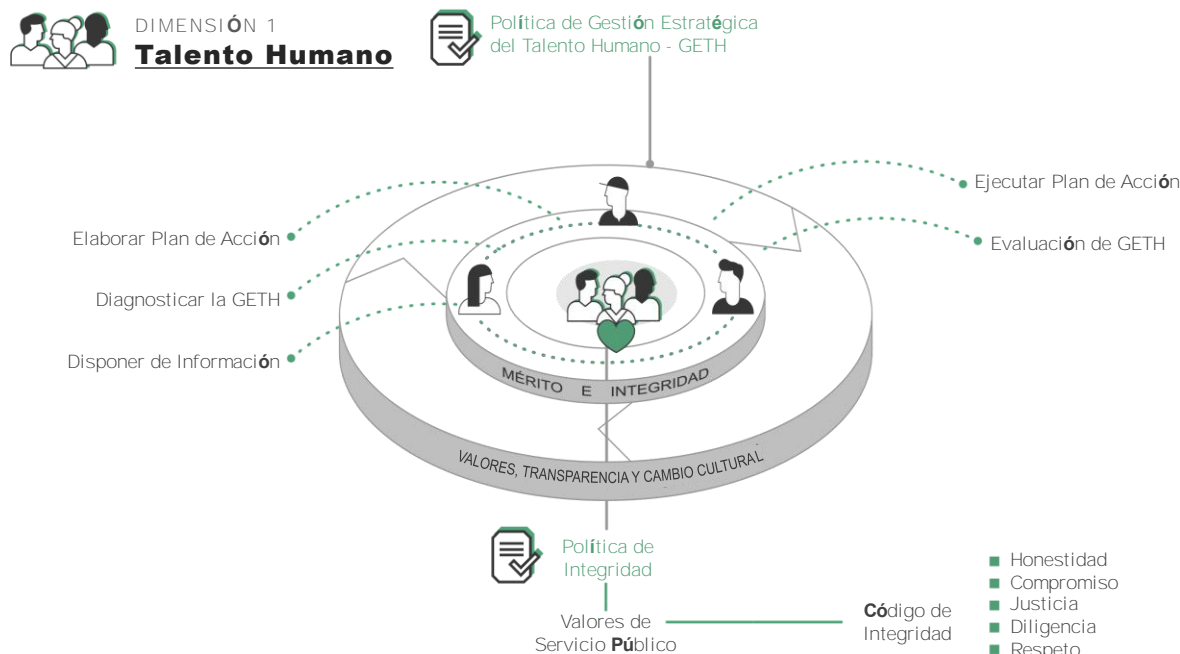 DIMENSIÓN 1
Talento Humano
Política de Gestión Estratégica
del Talento Humano - GETH
Elaborar Plan de Acción
Diagnosticar la GETH
Disponer de Información
Ejecutar Plan de Acción
Evaluación de GETH
MÉRITO E INTEGRIDAD
VALORES, TRANSPARENCIA Y CAMBIO CULTURAL
Política de
Integridad
Valores de
Servicio Público
Código de
Integridad
Honestidad
Compromiso
Justicia
Diligencia
Respeto